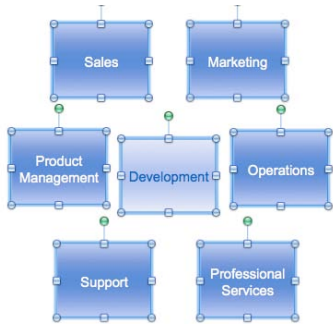 Sales
Marketing
Product
Management
Development
Operations
Support
Professional
Services